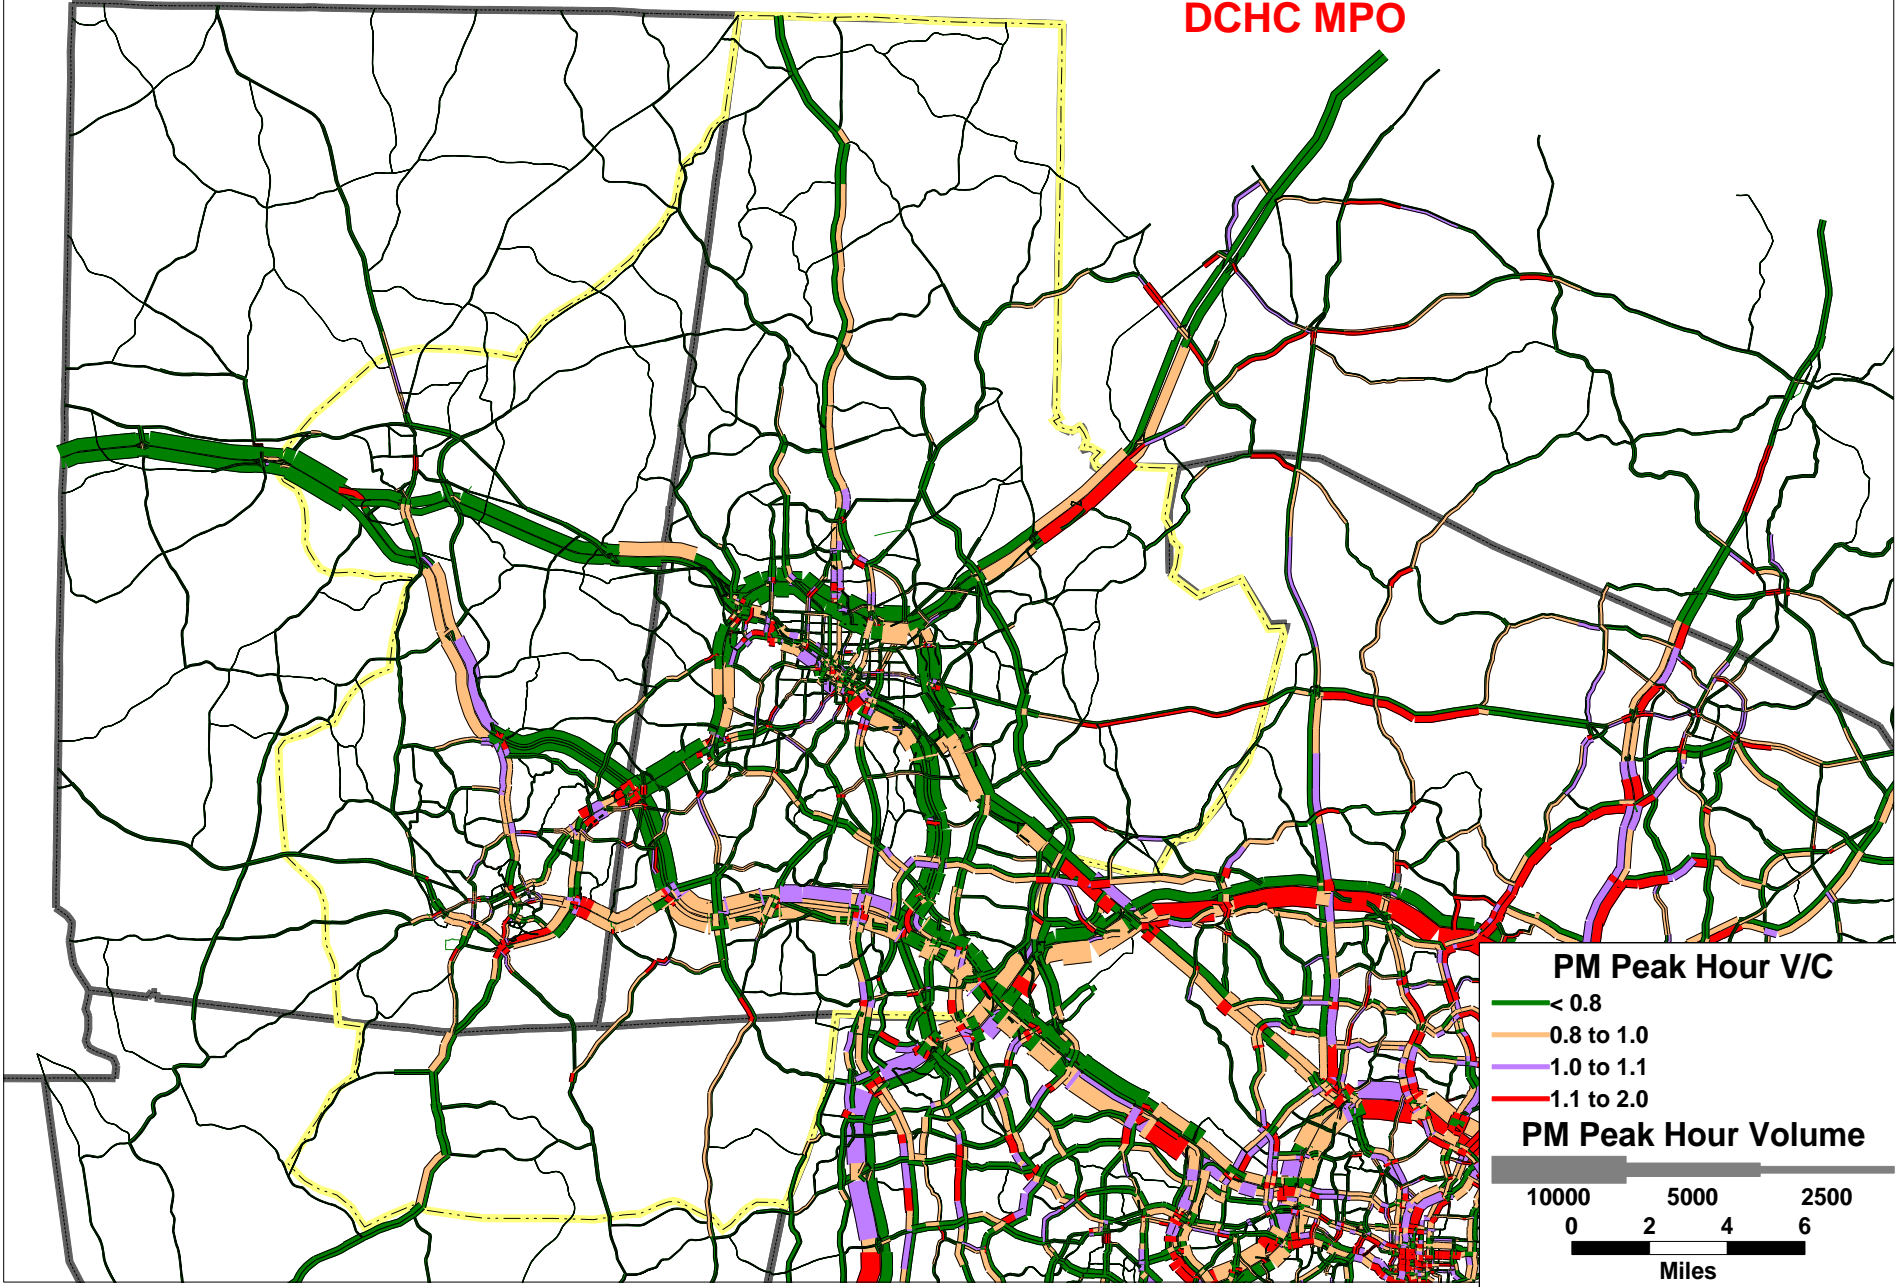 DCHC MPO
PM Peak Hour V/C
< 0.8
0.8 to 1.0
1.0 to 1.1
1.1 to 2.0
PM Peak Hour Volume
10000 5000 2500
0 2 4 6
Miles